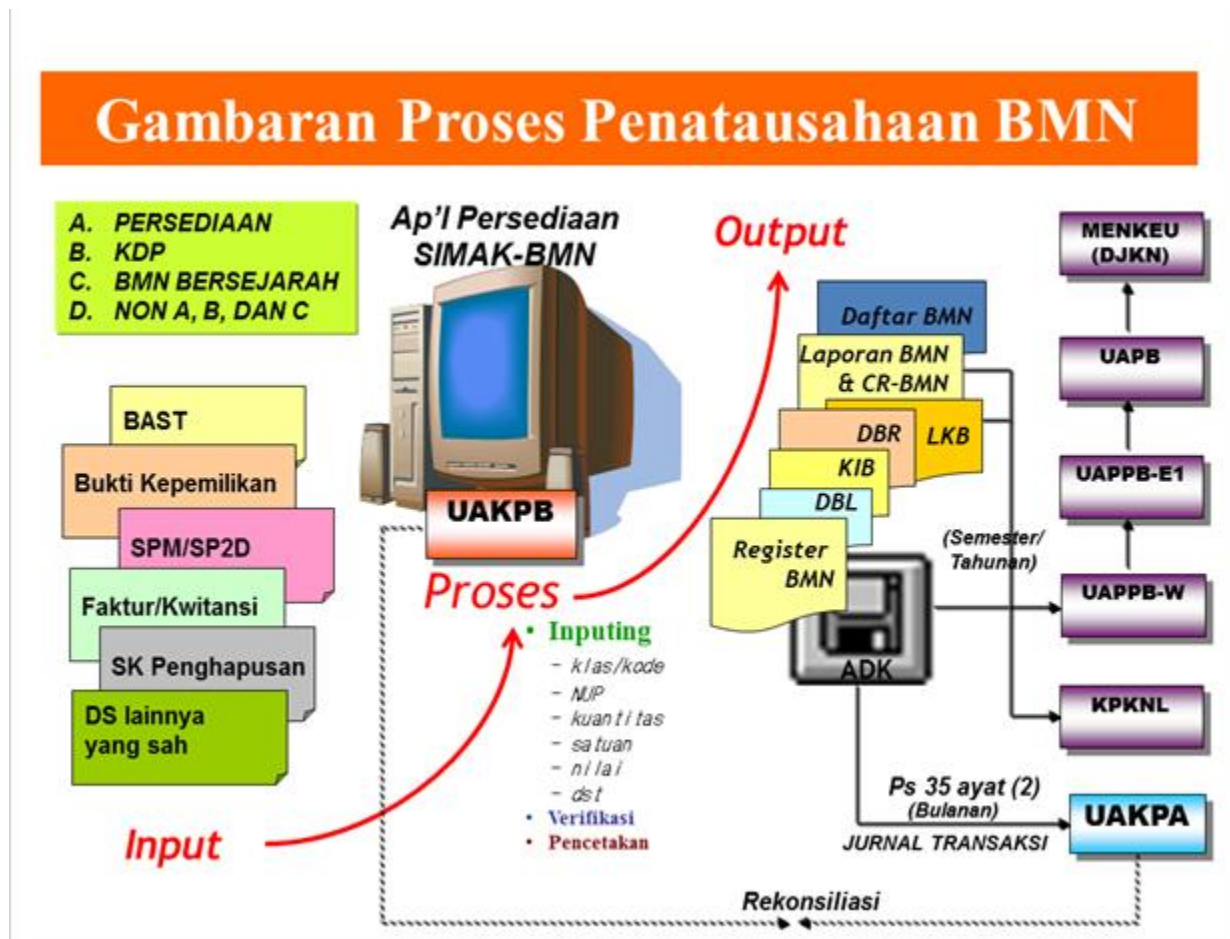 Gambaran Proses Penatausahaan BMN
A. PERSEDIAAN
B. KDP
C. BMN BERSEJARAH
D. NON A, B, DAN C
BAST
Bukti Kepemilikan
SPM/SP2D
Faktur/Kwitansi
SK Penghapusan
DS lainnya
yang sah
Input
Ap'l Persediaan
SIMAK-BMN
UAKPB
Proses
• Inputing
– klas/kode
– NUP
– kuantitas
– satuan
– nilai
– dst
• Verifikasi
• Pencetakan
Output
Daftar BMN
Laporan BMN
& CR-BMN
DBR
LKB
KIB
DBL
Register
BMN
ADK
(Semester/
Tahunan)
Ps 35 ayat (2)
(Bulanan)
JURNAL TRANSAKSI
MENKEU
(DJKN)
UAPB
UAPPB-E1
UAPPB-W
KPKNL
UAKPA
Rekonsiliasi